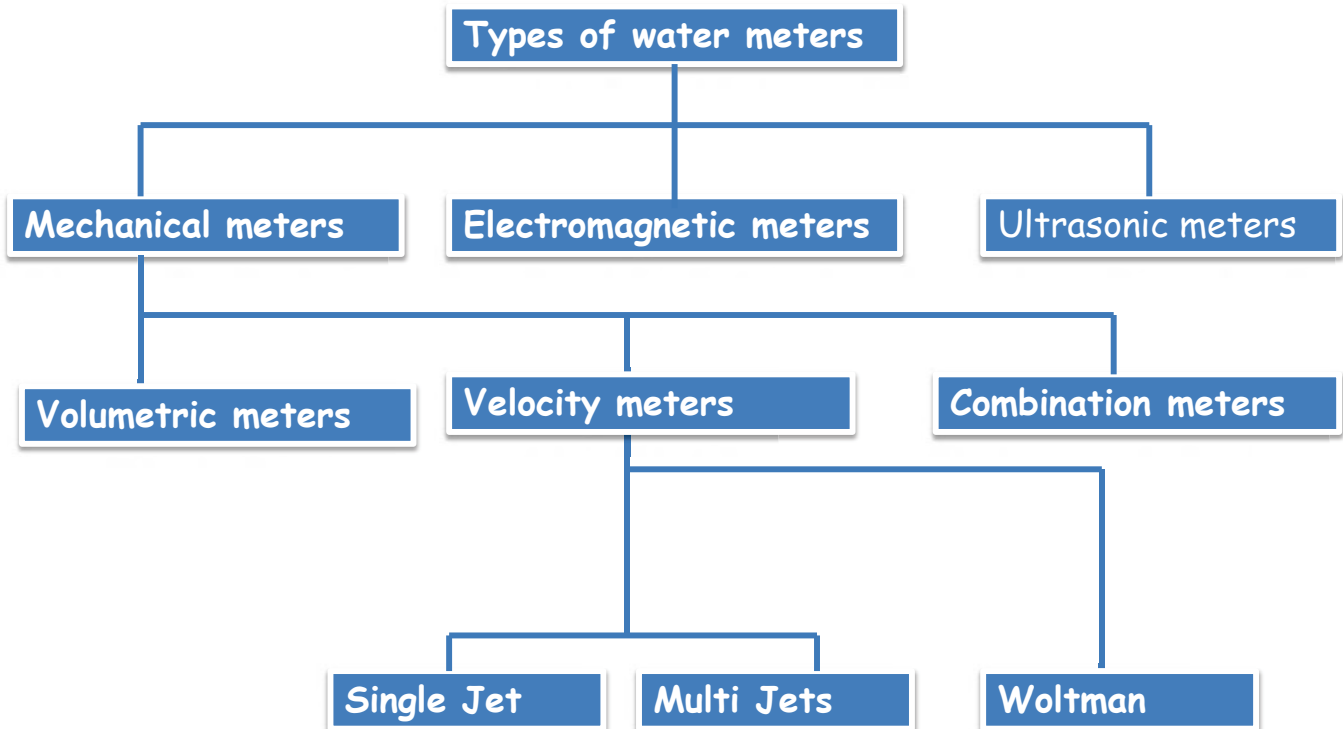 Types of water meters
Mechanical meters
Electromagnetic meters
Ultrasonic meters
Volumetric meters
Velocity meters
Combination meters
Single Jet
Multi Jets
Woltman